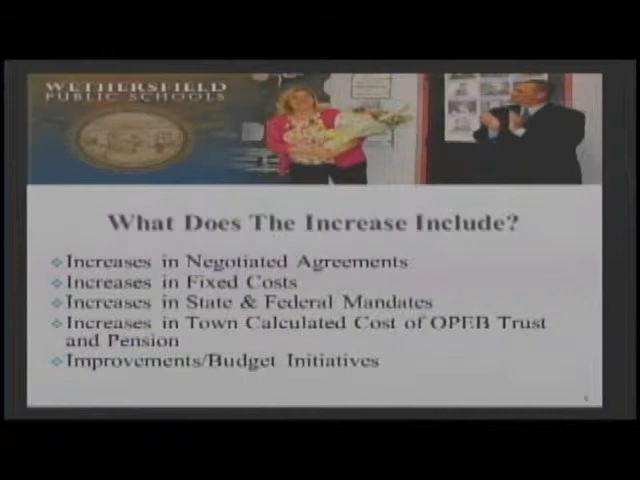 WETHERSFIELD
PUBLIC SCHOOLS
What Does The Increase Include?
Increases in Negotiated Agreements
Increases in Fixed Costs
Increases in State & Federal Mandates
Increases in Town Calculated Cost of OPEB Trust
and Pension
Improvements/Budget Initiatives